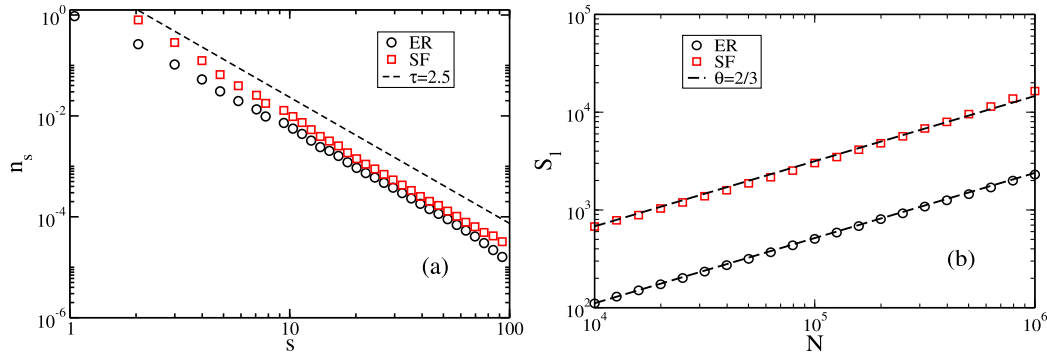 10^0
10^-2
10^-4
10^-6
n_s
1
10
100
s
ER
SF
τ=2.5
(a)
10^5
10^4
10^3
10^2
S_1
10^4
10^5
10^6
N
ER
SF
θ=2/3
(b)